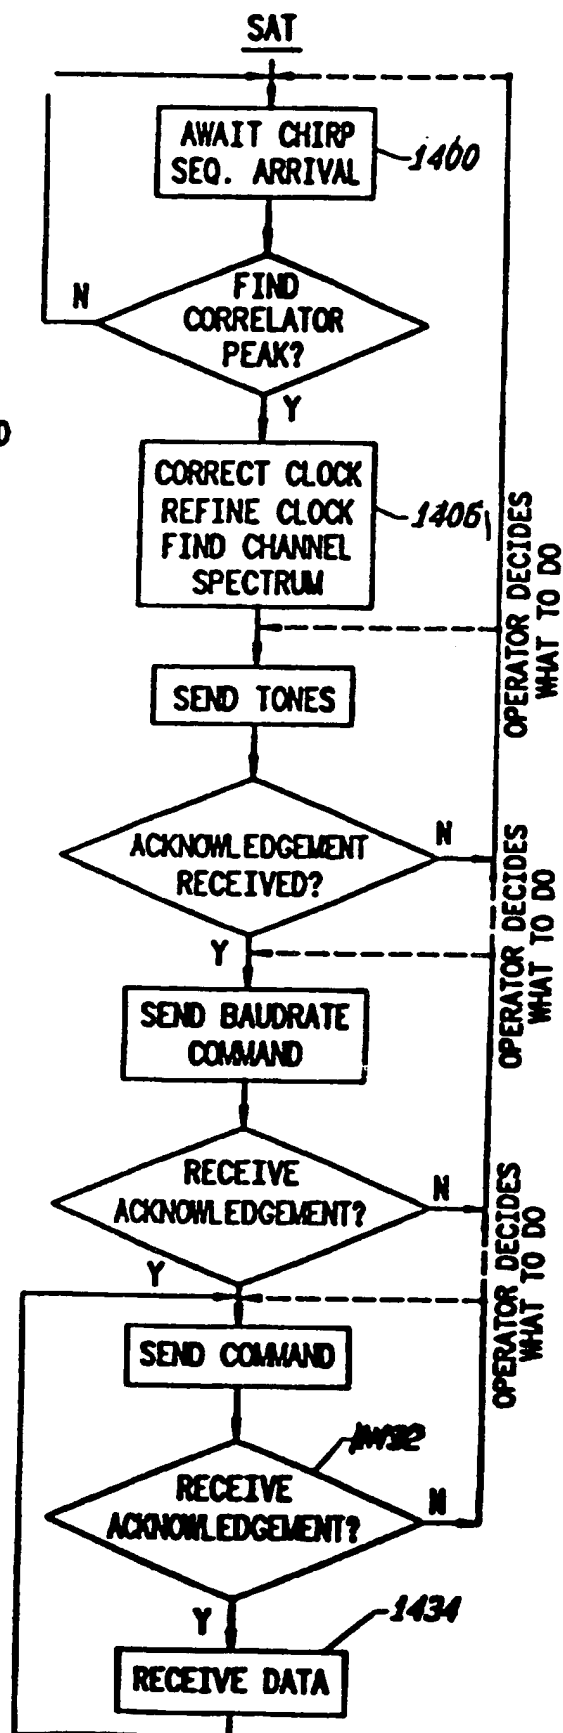 SAT
AWAIT CHIRP
SEQ. ARRIVAL
1400
N
FIND
CORRELATOR
PEAK?
Y
D
CORRECT CLOCK
REFINE CLOCK
FIND CHANNEL
SPECTRUM
1406
OPERATOR DECIDES
WHAT TO DO
SEND TONES
ACKNOWLEDGEMENT
RECEIVED?
N
Y
OPERATOR DECIDES
WHAT TO DO
SEND BAUDRATE
COMMAND
RECEIVE
ACKNOWLEDGEMENT?
N
Y
OPERATOR DECIDES
WHAT TO DO
SEND COMMAND
RECEIVE
ACKNOWLEDGEMENT?
N
Y
1434
RECEIVE DATA